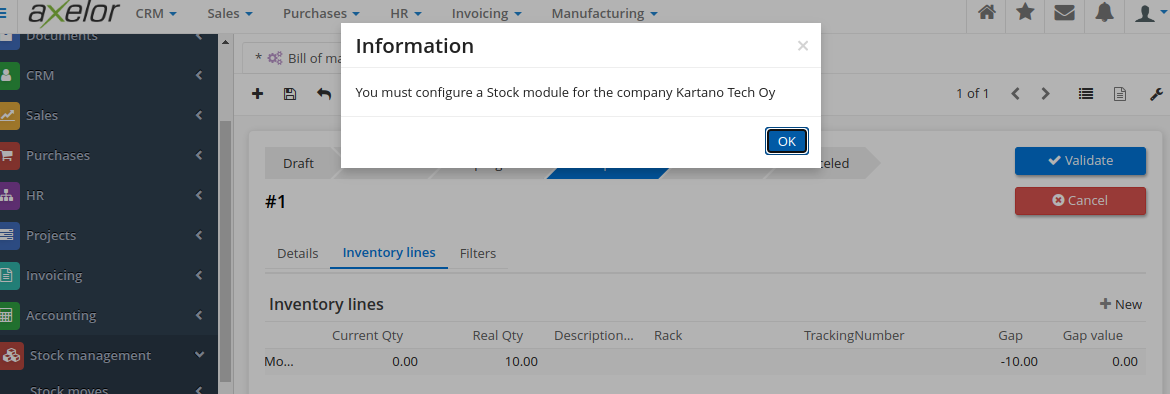 axelor CRM Sales Purchases HR Invoicing Manufacturing
Documents
CRM
Sales
Purchases
HR
Projects
Invoicing
Accounting
Stock management
Stock moves
* Bill of ma
Information
×
You must configure a Stock module for the company Kartano Tech Oy
OK
1 of 1
Draft
celed
Validate
Cancel
#1
Details Inventory lines Filters
Inventory lines
New
Current Qty Real Qty Description... Rack TrackingNumber Gap Gap value
Mo... 0.00 10.00 -10.00 0.00